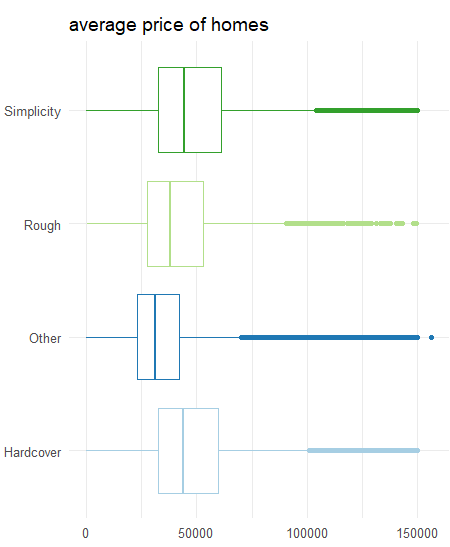 average price of homes
Simplicity
Rough
Other
Hardcover
0 50000 100000 150000